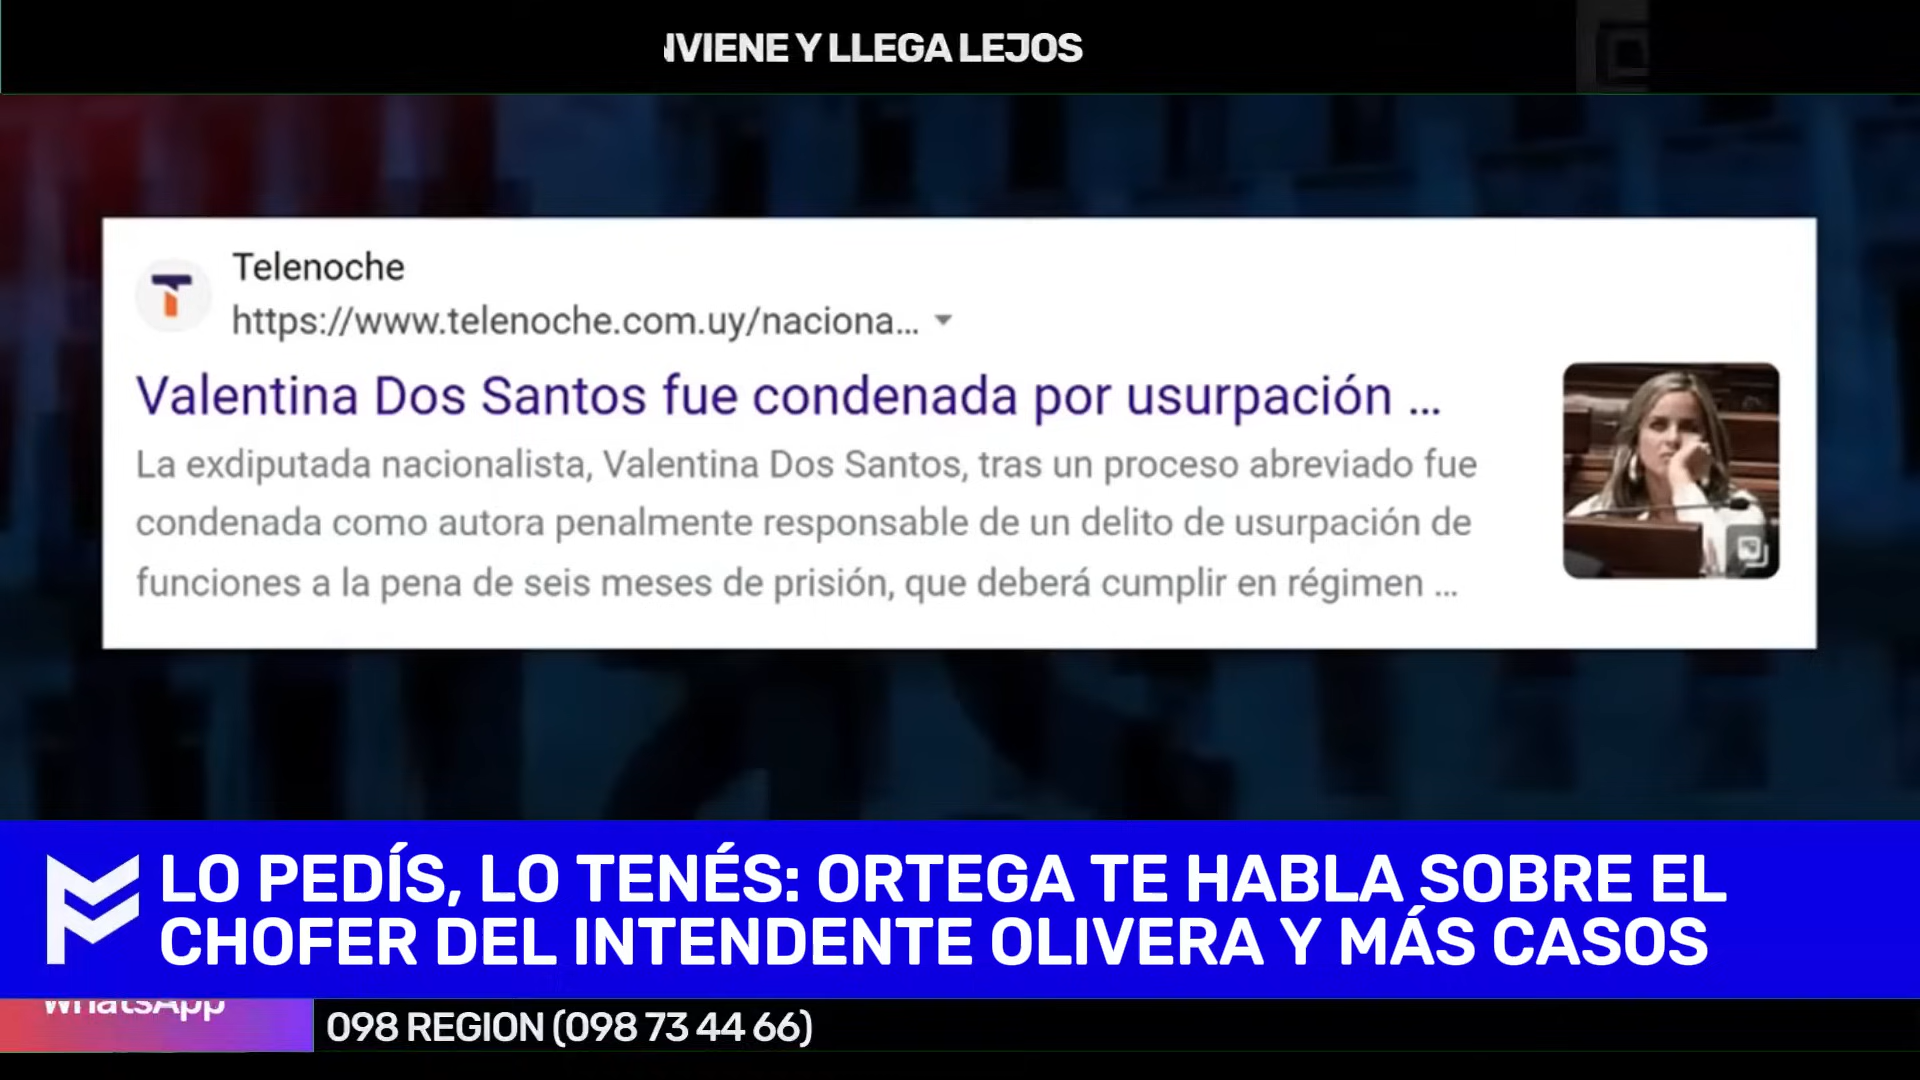 NVIENE Y LLEGA LEJOS
Telenoche
https://www.telenoche.com.uy/naciona...
Valentina Dos Santos fue condenada por usurpación ...
La exdiputada nacionalista, Valentina Dos Santos, tras un proceso abreviado fue
condenada como autora penalmente responsable de un delito de usurpación de
funciones a la pena de seis meses de prisión, que deberá cumplir en régimen ...
LO PEDÍS, LO TENÉS: ORTEGA TE HABLA SOBRE EL
CHOFER DEL INTENDENTE OLIVERA Y MÁS CASOS
WhatsApp
098 REGION (098 73 44 66)